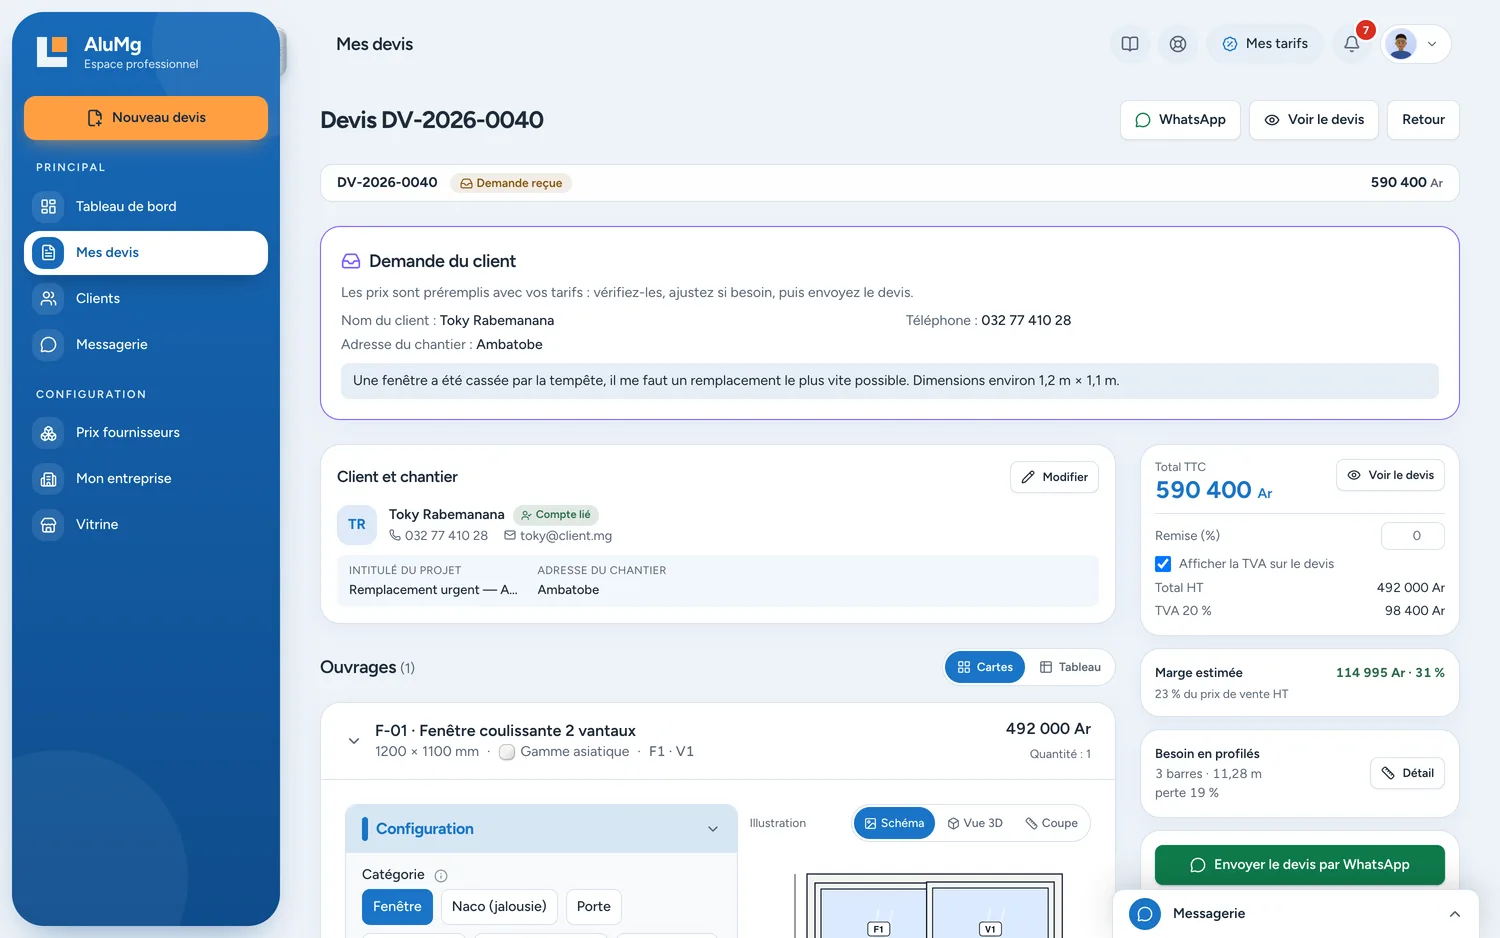 AluMg
Espace professionnel
Nouveau devis
PRINCIPAL
Tableau de bord
Mes devis
Clients
Messagerie
CONFIGURATION
Prix fournisseurs
Mon entreprise
Vitrine
Mes devis
Mes tarifs
7
Devis DV-2026-0040
WhatsApp
Voir le devis
Retour
DV-2026-0040
Demande reçue
590 400 Ar
Demande du client
Les prix sont préremplis avec vos tarifs : vérifiez-les, ajustez si besoin, puis envoyez le devis.
Nom du client : Toky Rabemanana
Téléphone : 032 77 410 28
Adresse du chantier : Ambatobe
Une fenêtre a été cassée par la tempête, il me faut un remplacement le plus vite possible. Dimensions environ 1,2 m × 1,1 m.
Client et chantier
Modifier
TR
Toky Rabemanana
Compte lié
032 77 410 28
toky@client.mg
INTITULÉ DU PROJET
Remplacement urgent — A...
ADRESSE DU CHANTIER
Ambatobe
Ouvrages (1)
Cartes
Tableau
F-01 · Fenêtre coulissante 2 vantaux
1200 × 1100 mm · Gamme asiatique · F1 · V1
492 000 Ar
Quantité : 1
Configuration
Catégorie
Fenêtre
Naco (jalousie)
Porte
Illustration
Schéma
Vue 3D
Coupe
F1
V1
Total TTC
590 400 Ar
Voir le devis
Remise (%)
0
Afficher la TVA sur le devis
Total HT
492 000 Ar
TVA 20 %
98 400 Ar
Marge estimée
114 995 Ar · 31 %
23 % du prix de vente HT
Besoin en profilés
3 barres · 11,28 m
perte 19 %
Détail
Envoyer le devis par WhatsApp
Messagerie